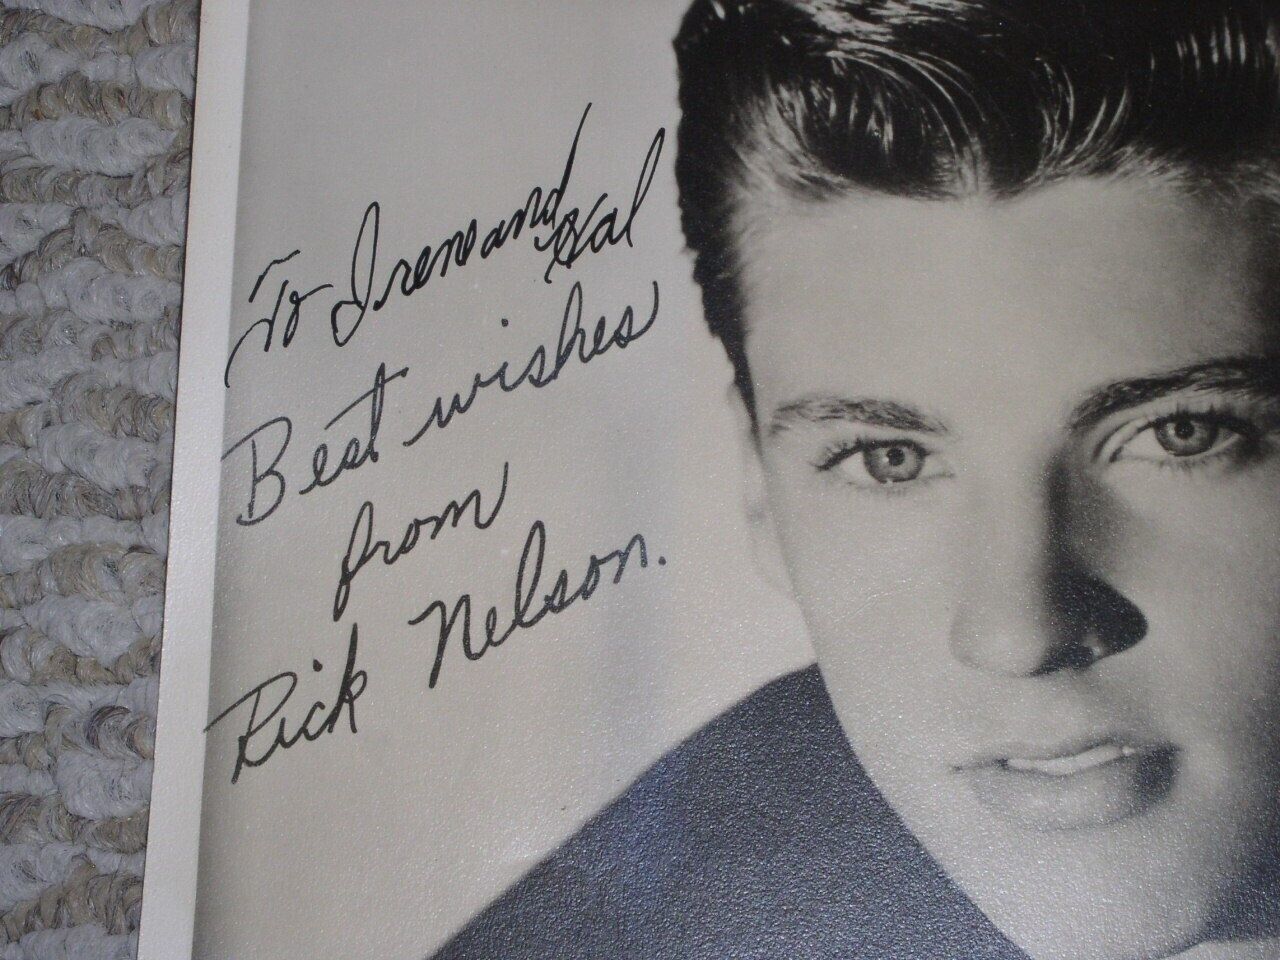 To Irene and Hal
Best wishes
from
Rick Nelson.